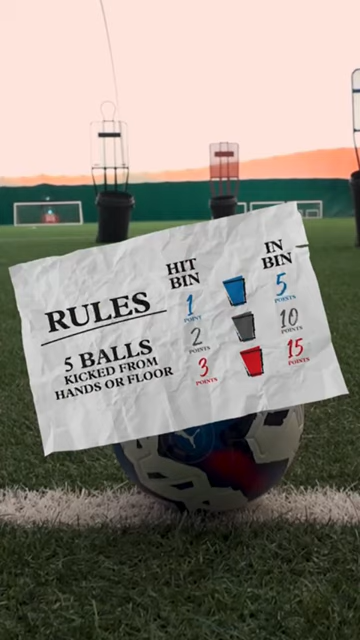 RULES
5 BALLS
KICKED FROM
HANDS OR FLOOR
HIT
BIN
IN
BIN
1
POINT
5
POINTS
2
POINTS
10
POINTS
3
POINTS
15
POINTS